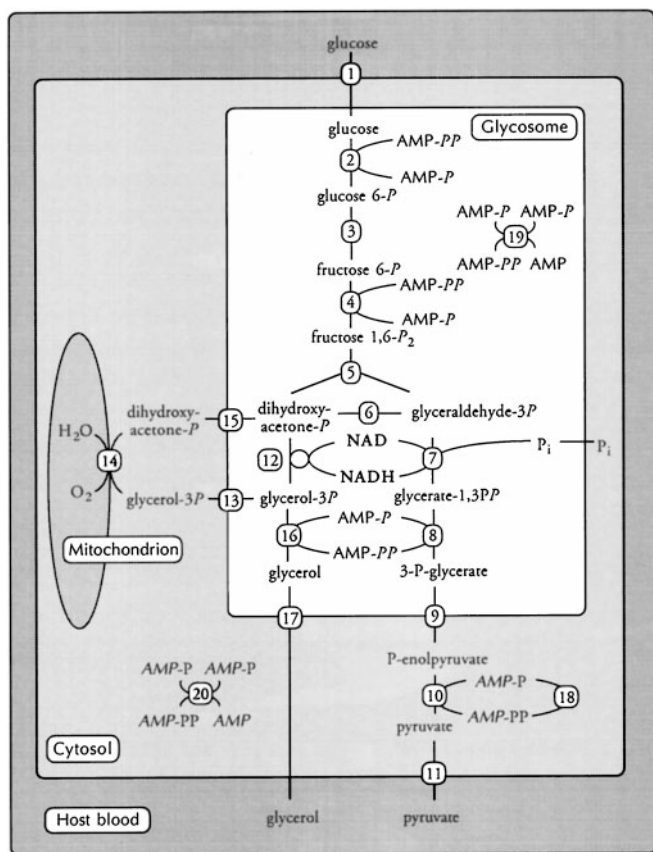 glucose
1
glucose
Glycosome
2
AMP-PP
AMP-P
glucose 6-P
3
AMP-P AMP-P
19
AMP-PP AMP
fructose 6-P
4
AMP-PP
AMP-P
fructose 1,6-P₂
5
dihydroxy-
acetone-P
15
dihydroxy-
acetone-P
6
glyceraldehyde-3P
H₂O
14
O₂
12
NAD
NADH
7
Pᵢ
Pᵢ
glycerol-3P
13
glycerol-3P
glycerate-1,3PP
Mitochondrion
16
AMP-P
AMP-PP
8
glycerol
3-P-glycerate
17
9
P-enolpyruvate
AMP-P AMP-P
20
AMP-PP AMP
10
AMP-P
AMP-PP
18
pyruvate
Cytosol
11
Host blood
glycerol
pyruvate